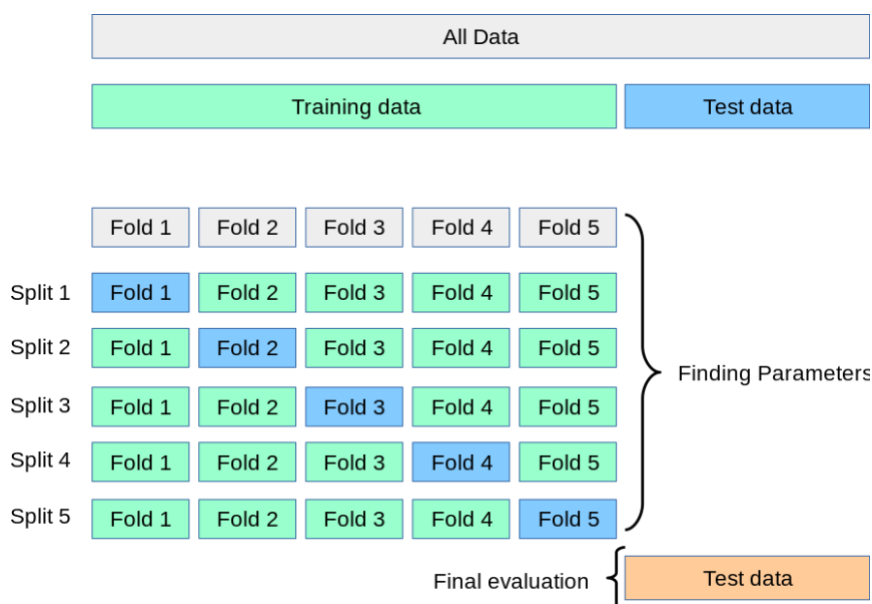 All Data
Training data Test data
Fold 1 Fold 2 Fold 3 Fold 4 Fold 5
Split 1 Fold 1 Fold 2 Fold 3 Fold 4 Fold 5
Split 2 Fold 1 Fold 2 Fold 3 Fold 4 Fold 5
Finding Parameters
Split 3 Fold 1 Fold 2 Fold 3 Fold 4 Fold 5
Split 4 Fold 1 Fold 2 Fold 3 Fold 4 Fold 5
Split 5 Fold 1 Fold 2 Fold 3 Fold 4 Fold 5
Final evaluation Test data